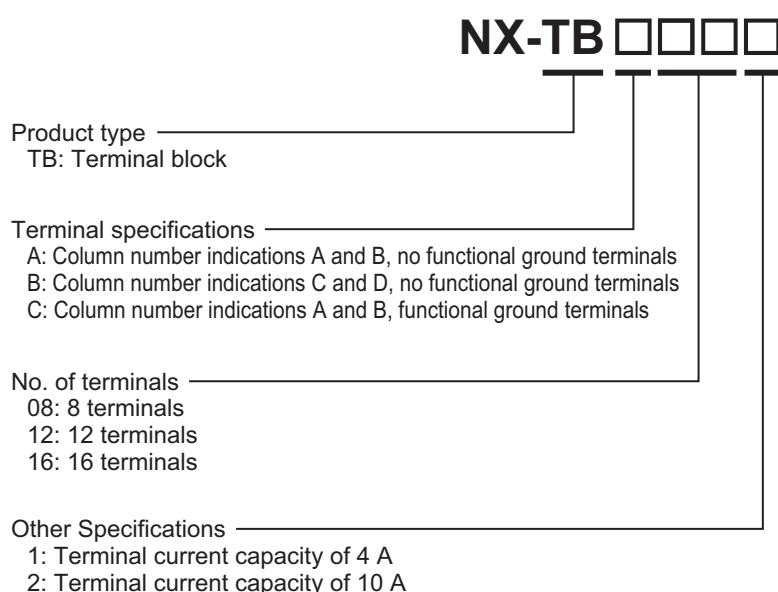 NX-TB □□□□
Product type
TB: Terminal block
Terminal specifications
A: Column number indications A and B, no functional ground terminals
B: Column number indications C and D, no functional ground terminals
C: Column number indications A and B, functional ground terminals
No. of terminals
08: 8 terminals
12: 12 terminals
16: 16 terminals
Other Specifications
1: Terminal current capacity of 4 A
2: Terminal current capacity of 10 A